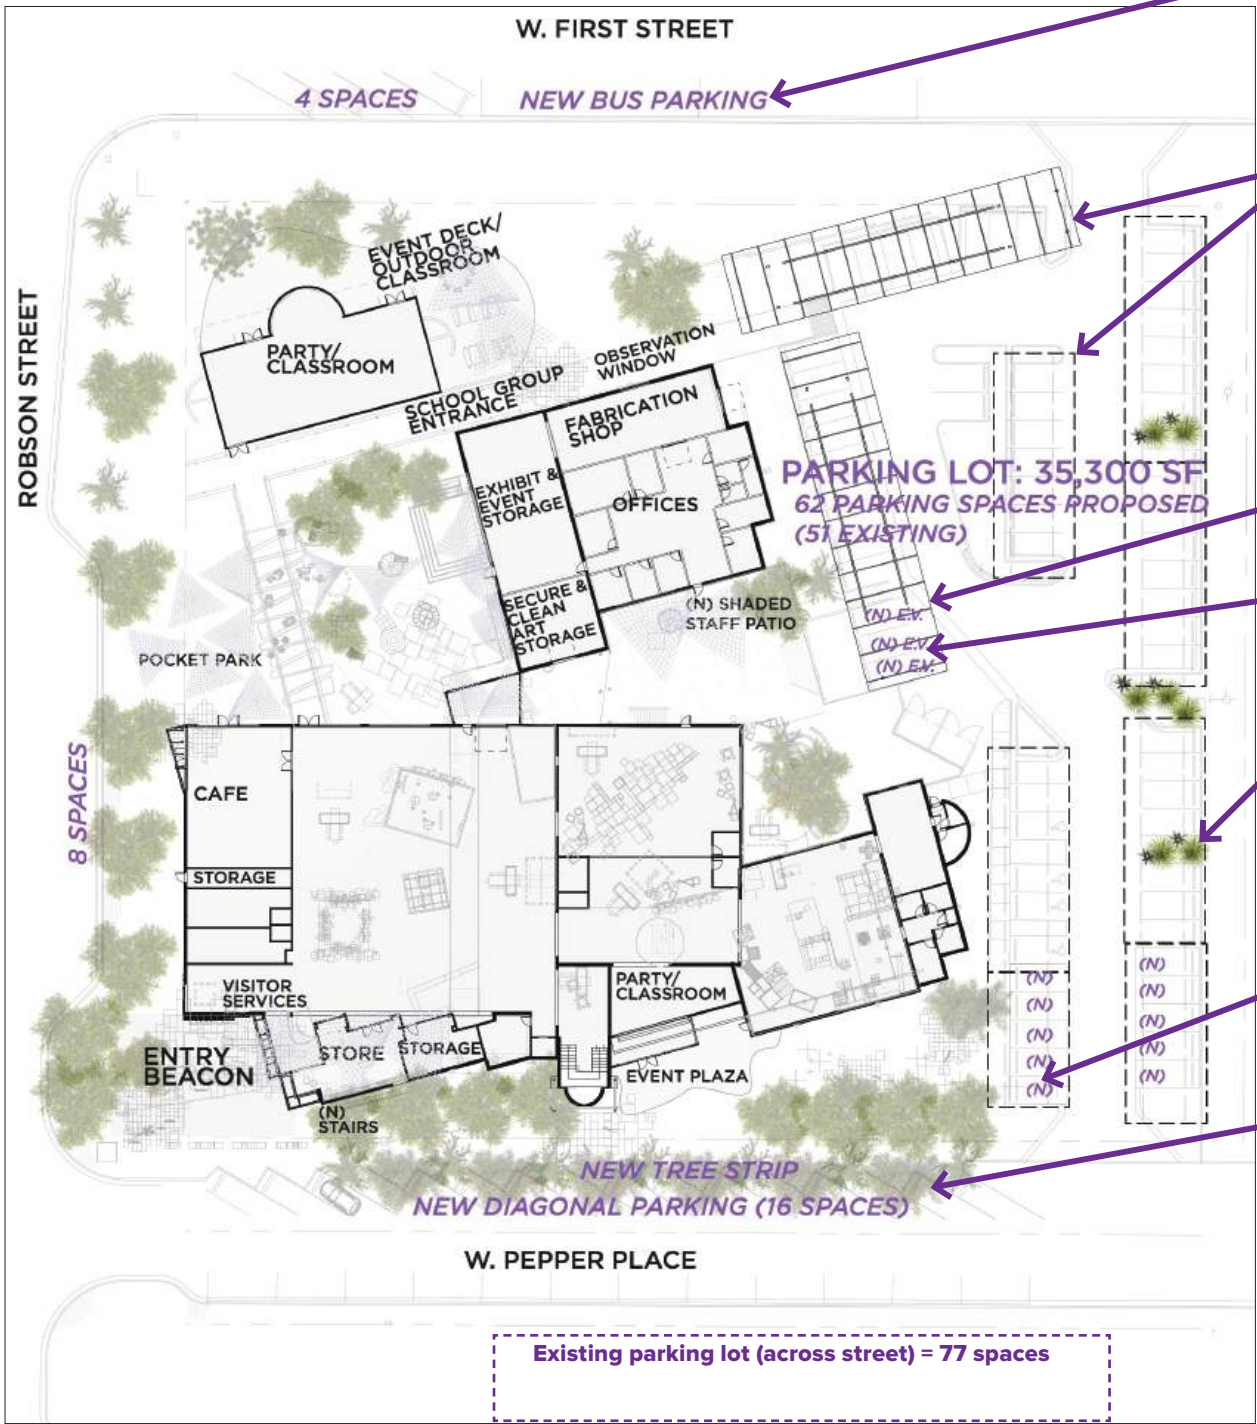 W. FIRST STREET
4 SPACES
NEW BUS PARKING
ROBSON STREET
EVENT DECK/
OUTDOOR
CLASSROOM
PARTY/
CLASSROOM
SCHOOL GROUP
ENTRANCE
OBSERVATION
WINDOW
FABRICATION
SHOP
EXHIBIT &
EVENT
STORAGE
OFFICES
PARKING LOT: 35,300 SF
62 PARKING SPACES PROPOSED
(51 EXISTING)
SECURE &
CLEAN
ART
STORAGE
(N) SHADED
STAFF PATIO
(N) E.V.
(N) E.V.
(N) E.V.
POCKET PARK
8 SPACES
CAFE
STORAGE
VISITOR
SERVICES
PARTY/
CLASSROOM
(N)
(N)
(N)
(N)
(N)
(N)
(N)
(N)
(N)
(N)
ENTRY
BEACON
STORE
STORAGE
EVENT PLAZA
(N)
STAIRS
NEW TREE STRIP
NEW DIAGONAL PARKING (16 SPACES)
W. PEPPER PLACE
Existing parking lot (across street) = 77 spaces